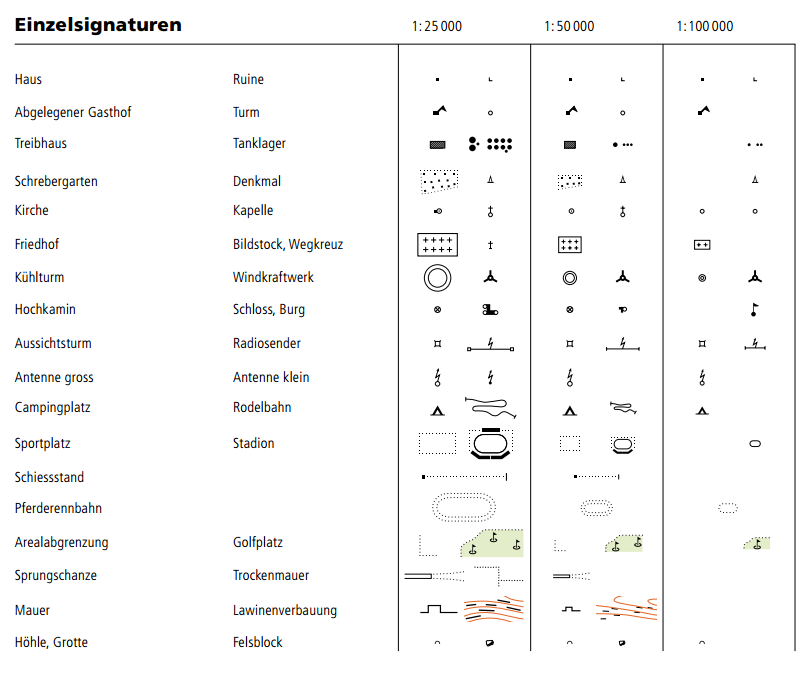 Einzelsignaturen 1:25 000 1:50 000 1:100 000
Haus Ruine
Abgelegener Gasthof Turm
Treibhaus Tanklager
Schrebergarten Denkmal
Kirche Kapelle
Friedhof Bildstock, Wegkreuz
Kühlturm Windkraftwerk
Hochkamin Schloss, Burg
Aussichtsturm Radiosender
Antenne gross Antenne klein
Campingplatz Rodelbahn
Sportplatz Stadion
Schiessstand
Pferderennbahn
Arealabgrenzung Golfplatz
Sprungschanze Trockenmauer
Mauer Lawinenverbauung
Höhle, Grotte Felsblock